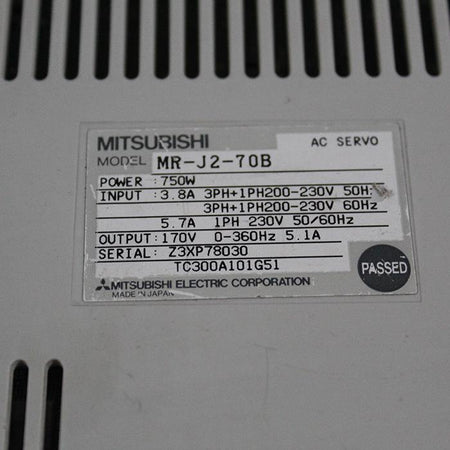 MITSUBISHI AC SERVO
MODEL MR-J2-70B
POWER : 750W
INPUT : 3.8A 3PH+1PH200-230V 50Hz
3PH+1PH200-230V 60Hz
5.7A 1PH 230V 50/60Hz
OUTPUT: 170V 0-360Hz 5.1A
SERIAL: Z3XP78030
TC300A101G51
PASSED
MITSUBISHI ELECTRIC CORPORATION
MADE IN JAPAN